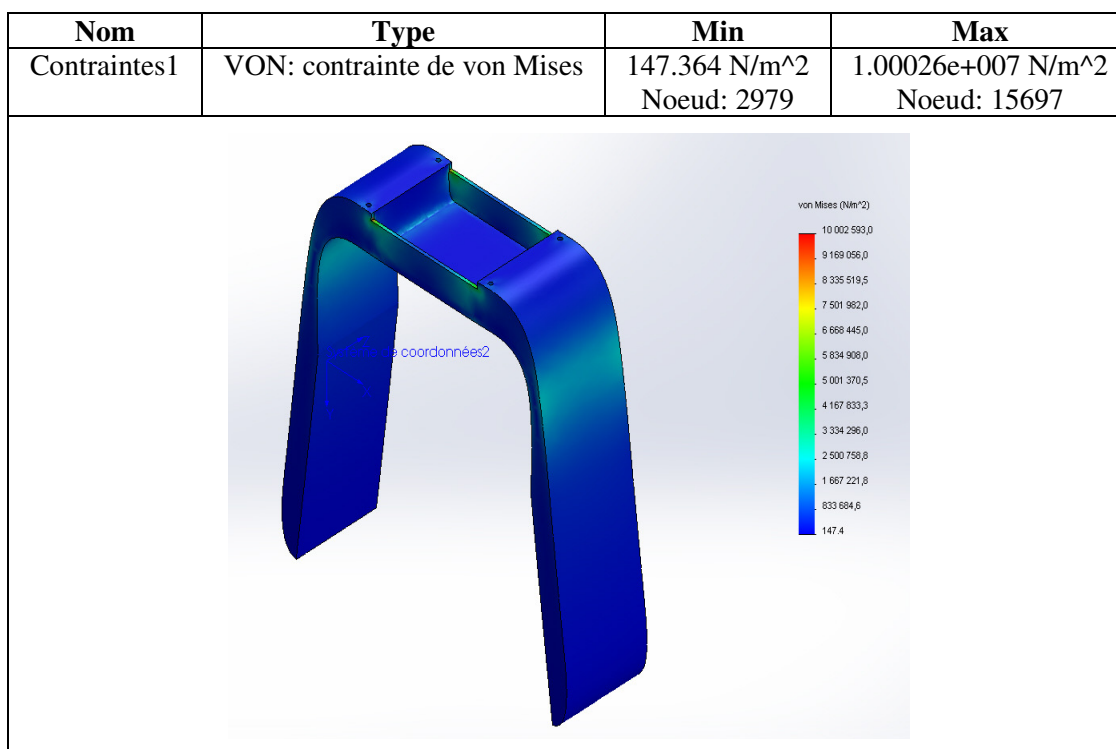 Nom Type Min Max
Contraintes1 VON: contrainte de von Mises 147.364 N/m^2 1.00026e+007 N/m^2
Noeud: 2979 Noeud: 15697
von Mises (N/m^2)
10 002 593,0
9 169 056,0
8 335 519,5
7 501 982,0
6 668 445,0
5 834 908,0
de coordonnées2
5 001 370,5
4 167 833,3
3 334 296,0
2 500 758,8
1 667 221,8
833 684,6
147.4